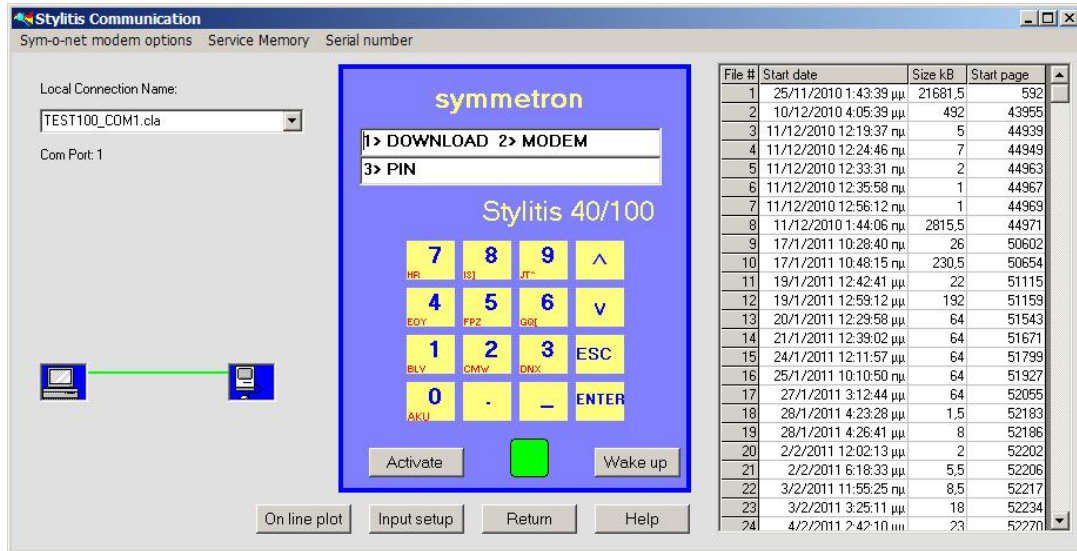 Stylitis Communication
Sym-o-net modem options Service Memory Serial number
Local Connection Name:
TEST100_COM1.cla
Com Port: 1
symmetron
1> DOWNLOAD 2> MODEM
3> PIN
Stylitis 40/100
7 8 9 ^
HR IS] JT^
4 5 6 v
EOY FPZ GQ[
1 2 3 ESC
BLV CMW DNX
0 . _ ENTER
AKU
Activate Wake up
On line plot Input setup Return Help
File # Start date Size kB Start page
1 25/11/2010 1:43:39 μμ 21681,5 592
2 10/12/2010 4:05:39 μμ 492 43955
3 11/12/2010 12:19:37 πμ 5 44939
4 11/12/2010 12:24:46 πμ 7 44949
5 11/12/2010 12:33:31 πμ 2 44963
6 11/12/2010 12:35:58 πμ 1 44967
7 11/12/2010 12:56:12 πμ 1 44969
8 11/12/2010 1:44:06 μμ 2815,5 44971
9 17/1/2011 10:28:40 πμ 26 50602
10 17/1/2011 10:48:15 πμ 230,5 50654
11 19/1/2011 12:42:41 μμ 22 51115
12 19/1/2011 12:59:12 μμ 192 51159
13 20/1/2011 12:29:58 μμ 64 51543
14 21/1/2011 12:39:02 μμ 64 51671
15 24/1/2011 12:11:57 μμ 64 51799
16 25/1/2011 10:10:50 πμ 64 51927
17 27/1/2011 3:12:44 μμ 64 52055
18 28/1/2011 4:23:28 μμ 1,5 52183
19 28/1/2011 4:26:41 μμ 8 52186
20 2/2/2011 12:02:13 μμ 2 52202
21 2/2/2011 6:18:33 μμ 5,5 52206
22 3/2/2011 11:55:25 πμ 8,5 52217
23 3/2/2011 3:25:11 μμ 18 52234
24 4/2/2011 2:42:10 μμ 23 52270